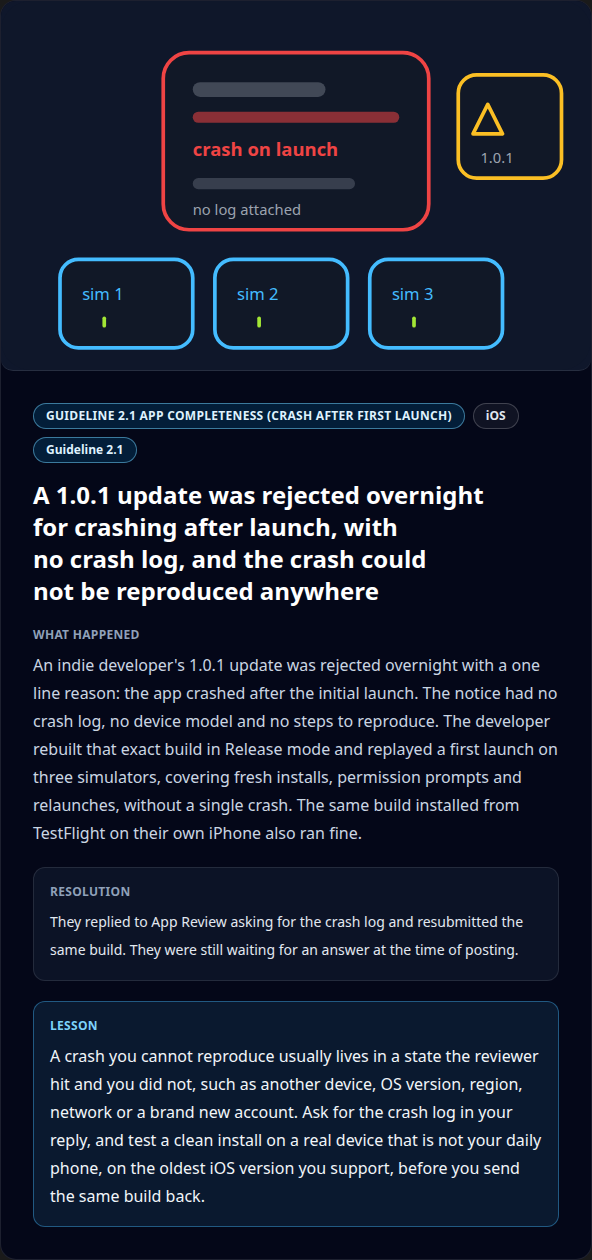 crash on launch
no log attached
1.0.1
sim 1
sim 2
sim 3
GUIDELINE 2.1 APP COMPLETENESS (CRASH AFTER FIRST LAUNCH)
iOS
Guideline 2.1
A 1.0.1 update was rejected overnight
for crashing after launch, with
no crash log, and the crash could
not be reproduced anywhere
WHAT HAPPENED
An indie developer's 1.0.1 update was rejected overnight with a one
line reason: the app crashed after the initial launch. The notice had no
crash log, no device model and no steps to reproduce. The developer
rebuilt that exact build in Release mode and replayed a first launch on
three simulators, covering fresh installs, permission prompts and
relaunches, without a single crash. The same build installed from
TestFlight on their own iPhone also ran fine.
RESOLUTION
They replied to App Review asking for the crash log and resubmitted the
same build. They were still waiting for an answer at the time of posting.
LESSON
A crash you cannot reproduce usually lives in a state the reviewer
hit and you did not, such as another device, OS version, region,
network or a brand new account. Ask for the crash log in your
reply, and test a clean install on a real device that is not your daily
phone, on the oldest iOS version you support, before you send
the same build back.